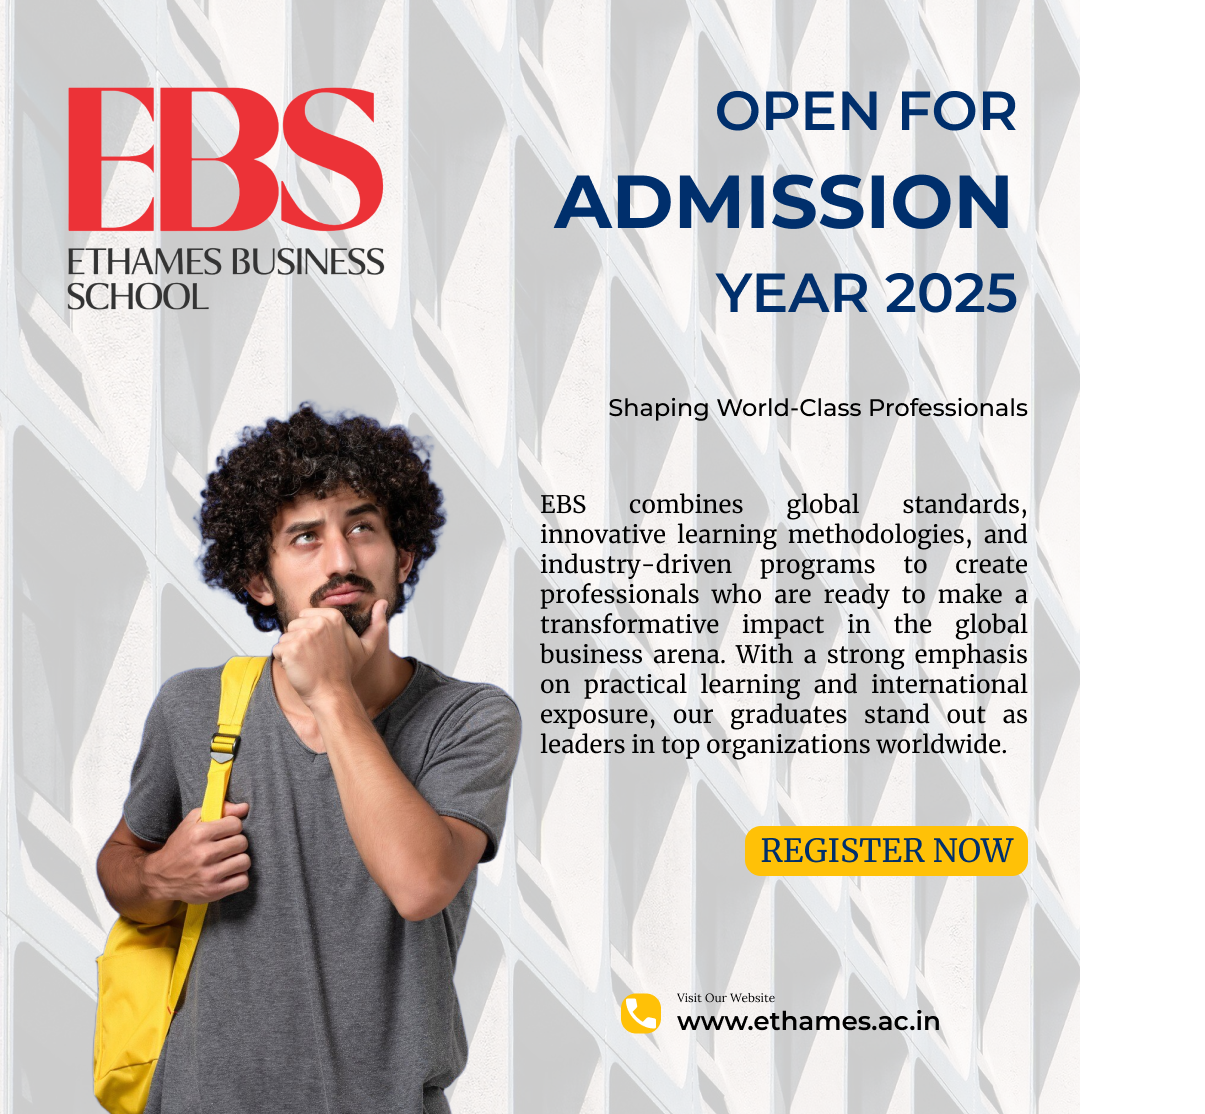 EBS
ETHAMES BUSINESS
SCHOOL
OPEN FOR
ADMISSION
YEAR 2025
Shaping World-Class Professionals
EBS combines global standards,
innovative learning methodologies, and
industry-driven programs to create
professionals who are ready to make a
transformative impact in the global
business arena. With a strong emphasis
on practical learning and international
exposure, our graduates stand out as
leaders in top organizations worldwide.
REGISTER NOW
Visit Our Website
www.ethames.ac.in